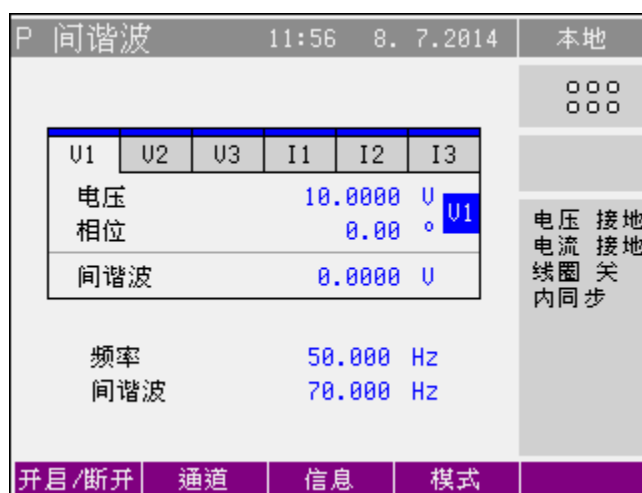 P 间谐波 11:56 8. 7.2014 本地
V1 V2 V3 I1 I2 I3
电压 10.0000 V
V1
相位 0.00 °
间谐波 0.0000 V
电压 接地
电流 接地
线圈 关
内同步
频率 50.000 Hz
间谐波 70.000 Hz
开启/断开 通道 信息 模式